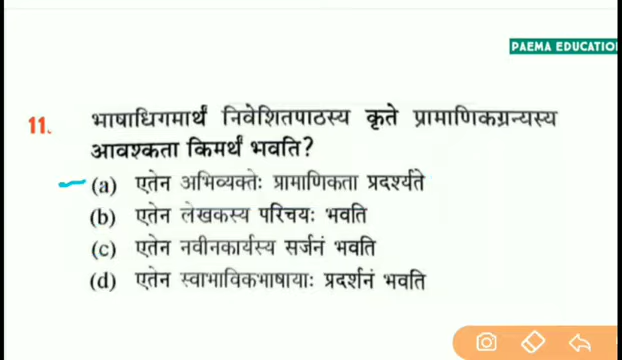 PAEMA EDUCATIO
11. भाषाधिगमार्थं निवेशितपाठस्य कृते प्रामाणिकग्रन्यस्य
आवश्कता किमर्थं भवति?
(a) एतेन अभिव्यक्तेः प्रामाणिकता प्रदर्श्यते
(b) एतेन लेखकस्य परिचयः भवति
(c) एतेन नवीनकार्यस्य सर्जनं भवति
(d) एतेन स्वाभाविकभाषायाः प्रदर्शनं भवति